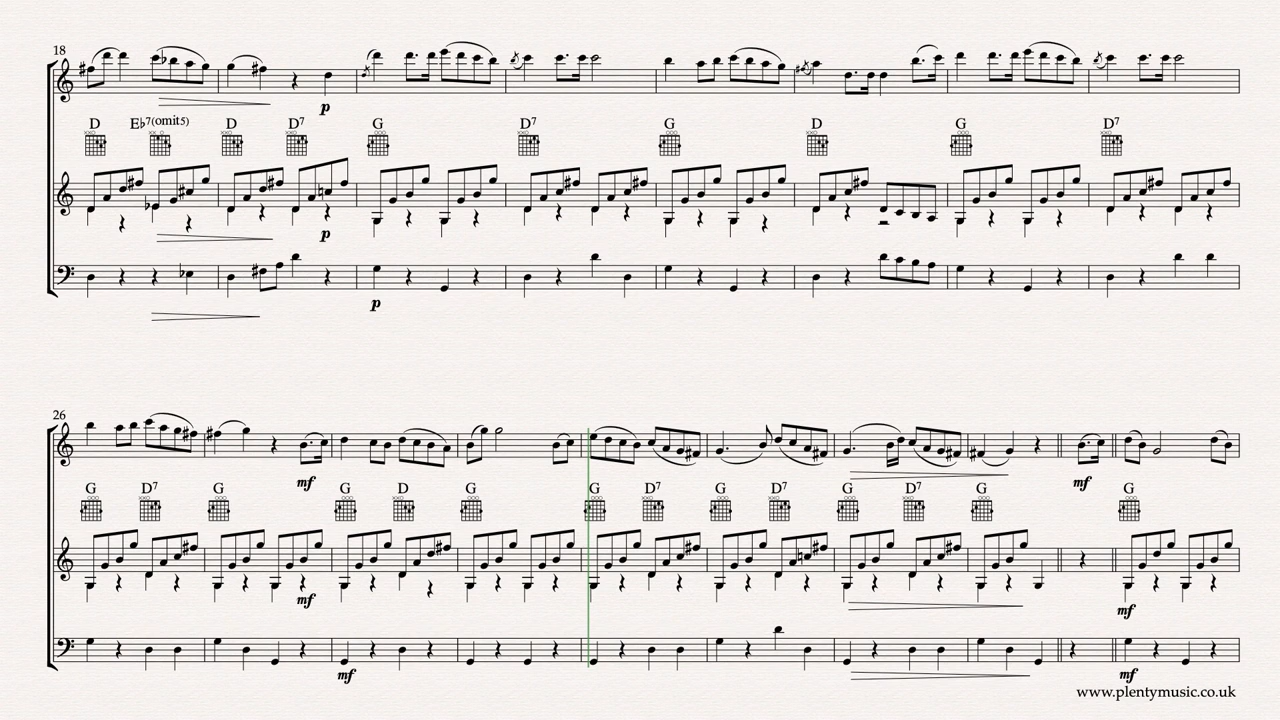 18
p
D E♭7(omit5) D D7 G D7 G D G D7
p
p
26
mf mf
G D7 G G D G G D7 G D7 G D7 G G
mf mf
mf mf
www.plentymusic.co.uk